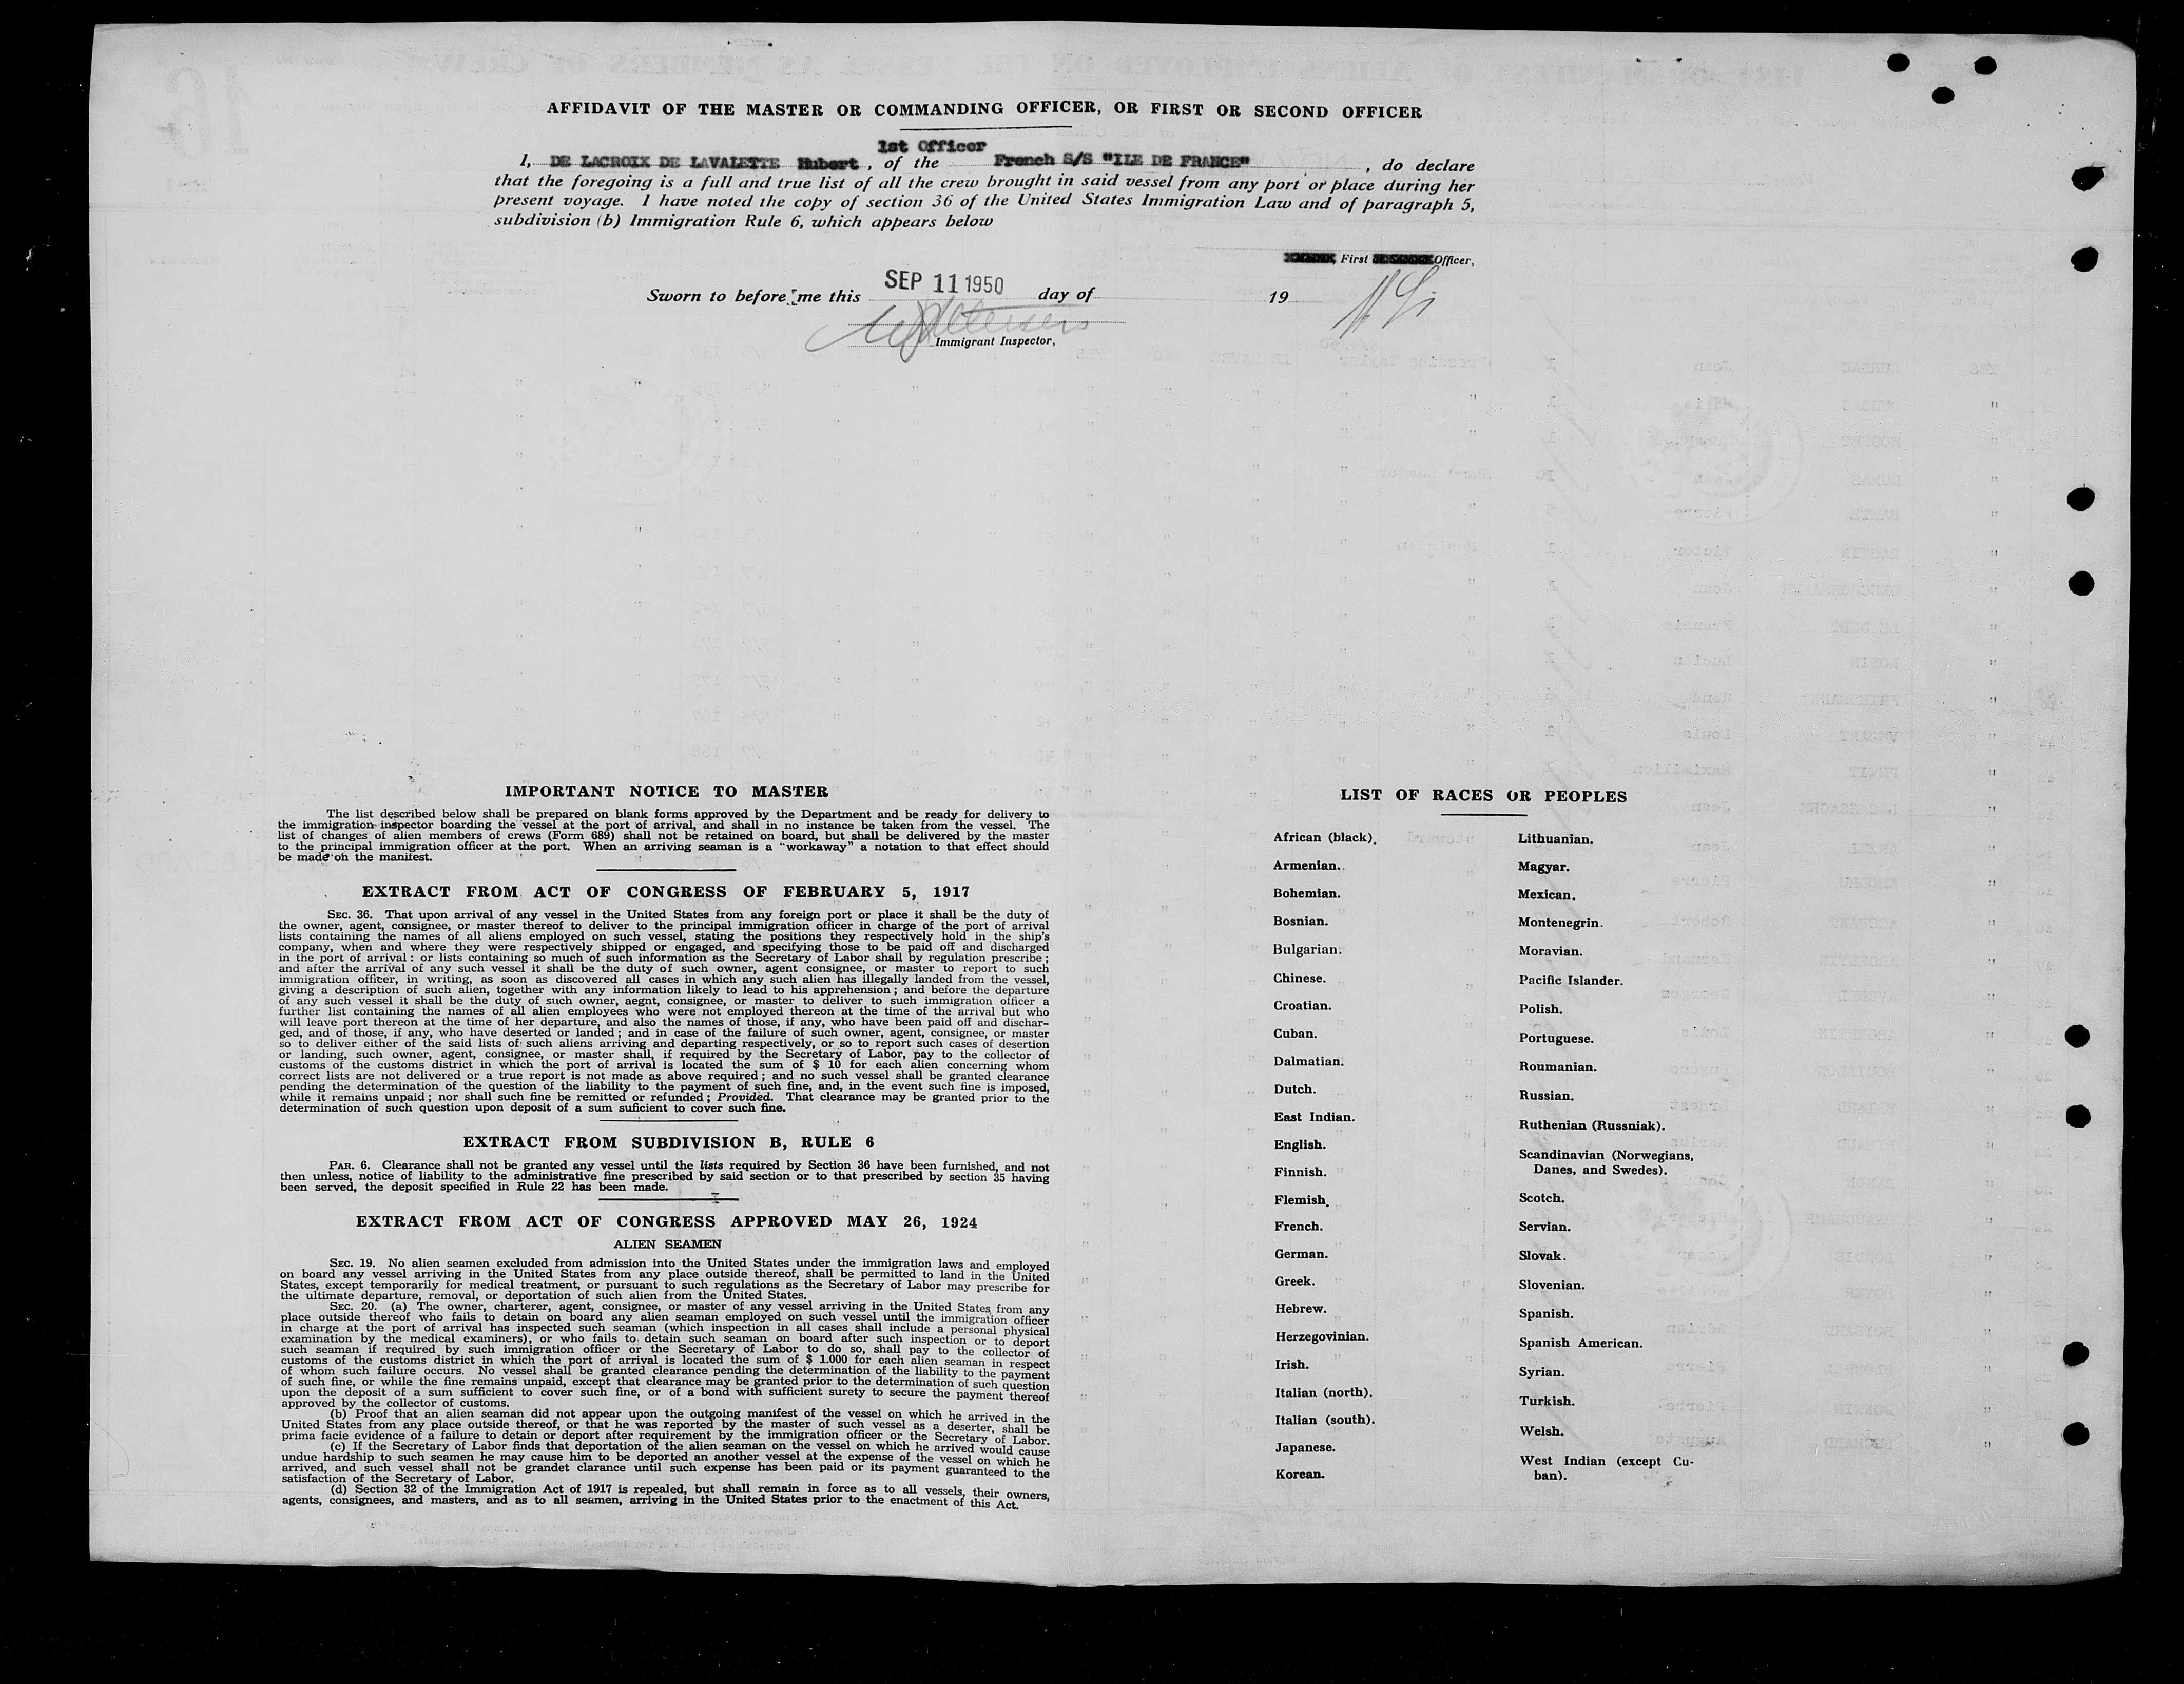 AFFIDAVIT OF THE MASTER OR COMMANDING OFFICER, OR FIRST OR SECOND OFFICER
1st Officer
I, DE LACROIX DE LAVALETTE Hubert, of the French S/S "ILE DE FRANCE", do declare
that the foregoing is a full and true list of all the crew brought in said vessel from any port or place during her
present voyage. I have noted the copy of section 36 of the United States Immigration Law and of paragraph 5,
subdivision (b) Immigration Rule 6, which appears below
First Officer,
Sworn to before me this SEP 11 1950 day of 19
Immigrant Inspector,
IMPORTANT NOTICE TO MASTER
The list described below shall be prepared on blank forms approved by the Department and be ready for delivery to
the immigration inspector boarding the vessel at the port of arrival, and shall in no instance be taken from the vessel. The
list of changes of alien members of crews (Form 689) shall not be retained on board, but shall be delivered by the master
to the principal immigration officer at the port. When an arriving seaman is a "workaway" a notation to that effect should
be made on the manifest.
EXTRACT FROM ACT OF CONGRESS OF FEBRUARY 5, 1917
SEC. 36. That upon arrival of any vessel in the United States from any foreign port or place it shall be the duty of
the owner, agent, consignee, or master thereof to deliver to the principal immigration officer in charge of the port of arrival
lists containing the names of all aliens employed on such vessel, stating the positions they respectively hold in the ship's
company, when and where they were respectively shipped or engaged, and specifying those to be paid off and discharged
in the port of arrival : or lists containing so much of such information as the Secretary of Labor shall by regulation prescribe ;
and after the arrival of any such vessel it shall be the duty of such owner, agent consignee, or master to report to such
immigration officer, in writing, as soon as discovered all cases in which any such alien has illegally landed from the vessel,
giving a description of such alien, together with any information likely to lead to his apprehension ; and before the departure
of any such vessel it shall be the duty of such owner, aegnt, consignee, or master to deliver to such immigration officer a
further list containing the names of all alien employees who were not employed thereon at the time of the arrival but who
will leave port thereon at the time of her departure, and also the names of those, if any, who have been paid off and dischar-
ged, and of those, if any, who have deserted or landed ; and in case of the failure of such owner, agent, consignee, or master
so to deliver either of the said lists of such aliens arriving and departing respectively, or so to report such cases of desertion
or landing, such owner, agent, consignee, or master shall, if required by the Secretary of Labor, pay to the collector of
customs of the customs district in which the port of arrival is located the sum of $ 10 for each alien concerning whom
correct lists are not delivered or a true report is not made as above required ; and no such vessel shall be granted clearance
pending the determination of the question of the liability to the payment of such fine, and, in the event such fine is imposed,
while it remains unpaid ; nor shall such fine be remitted or refunded ; Provided. That clearance may be granted prior to the
determination of such question upon deposit of a sum suficient to cover such fine.
EXTRACT FROM SUBDIVISION B, RULE 6
PAR. 6. Clearance shall not be granted any vessel until the lists required by Section 36 have been furnished, and not
then unless, notice of liability to the administrative fine prescribed by said section or to that prescribed by section 35 having
been served, the deposit specified in Rule 22 has been made.
EXTRACT FROM ACT OF CONGRESS APPROVED MAY 26, 1924
ALIEN SEAMEN
SEC. 19. No alien seamen excluded from admission into the United States under the immigration laws and employed
on board any vessel arriving in the United States from any place outside thereof, shall be permitted to land in the United
States, except temporarily for medical treatment, or pursuant to such regulations as the Secretary of Labor may prescribe for
the ultimate departure, removal, or deportation of such alien from the United States.
SEC. 20. (a) The owner, charterer, agent, consignee, or master of any vessel arriving in the United States from any
place outside thereof who fails to detain on board any alien seaman employed on such vessel until the immigration officer
in charge at the port of arrival has inspected such seaman (which inspection in all cases shall include a personal physical
examination by the medical examiners), or who fails to detain such seaman on board after such inspection or to deport
such seaman if required by such immigration officer or the Secretary of Labor to do so, shall pay to the collector of
customs of the customs district in which the port of arrival is located the sum of $ 1.000 for each alien seaman in respect
of whom such failure occurs. No vessel shall be granted clearance pending the determination of the liability to the payment
of such fine, or while the fine remains unpaid, except that clearance may be granted prior to the determination of such question
upon the deposit of a sum sufficient to cover such fine, or of a bond with sufficient surety to secure the payment thereof
approved by the collector of customs.
(b) Proof that an alien seaman did not appear upon the outgoing manifest of the vessel on which he arrived in the
United States from any place outside thereof, or that he was reported by the master of such vessel as a deserter, shall be
prima facie evidence of a failure to detain or deport after requirement by the immigration officer or the Secretary of Labor.
(c) If the Secretary of Labor finds that deportation of the alien seaman on the vessel on which he arrived would cause
undue hardship to such seamen he may cause him to be deported an another vessel at the expense of the vessel on which he
arrived, and such vessel shall not be grandet clarance until such expense has been paid or its payment guaranteed to the
satisfaction of the Secretary of Labor.
(d) Section 32 of the Immigration Act of 1917 is repealed, but shall remain in force as to all vessels, their owners,
agents, consignees, and masters, and as to all seamen, arriving in the United States prior to the enactment of this Act.
LIST OF RACES OR PEOPLES
African (black).
Armenian.
Bohemian.
Bosnian.
Bulgarian.
Chinese.
Croatian.
Cuban.
Dalmatian.
Dutch.
East Indian.
English.
Finnish.
Flemish.
French.
German.
Greek.
Hebrew.
Herzegovinian.
Irish.
Italian (north).
Italian (south).
Japanese.
Korean.
Lithuanian.
Magyar.
Mexican.
Montenegrin.
Moravian.
Pacific Islander.
Polish.
Portuguese.
Roumanian.
Russian.
Ruthenian (Russniak).
Scandinavian (Norwegians,
Danes, and Swedes).
Scotch.
Servian.
Slovak.
Slovenian.
Spanish.
Spanish American.
Syrian.
Turkish.
Welsh.
West Indian (except Cu-
ban).